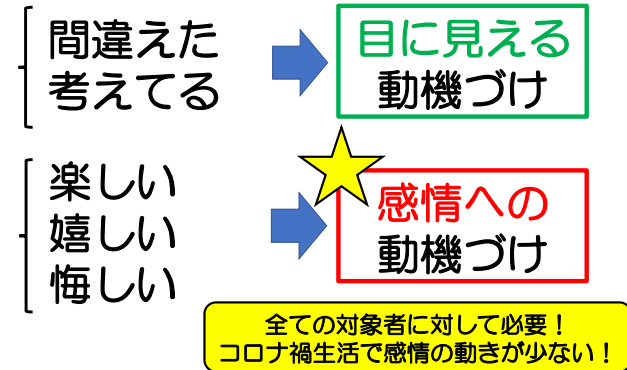 間違えた
考えてる
目に見える
動機づけ
楽しい
嬉しい
悔しい
感情への
動機づけ
全ての対象者に対して必要！
コロナ禍生活で感情の動きが少ない！